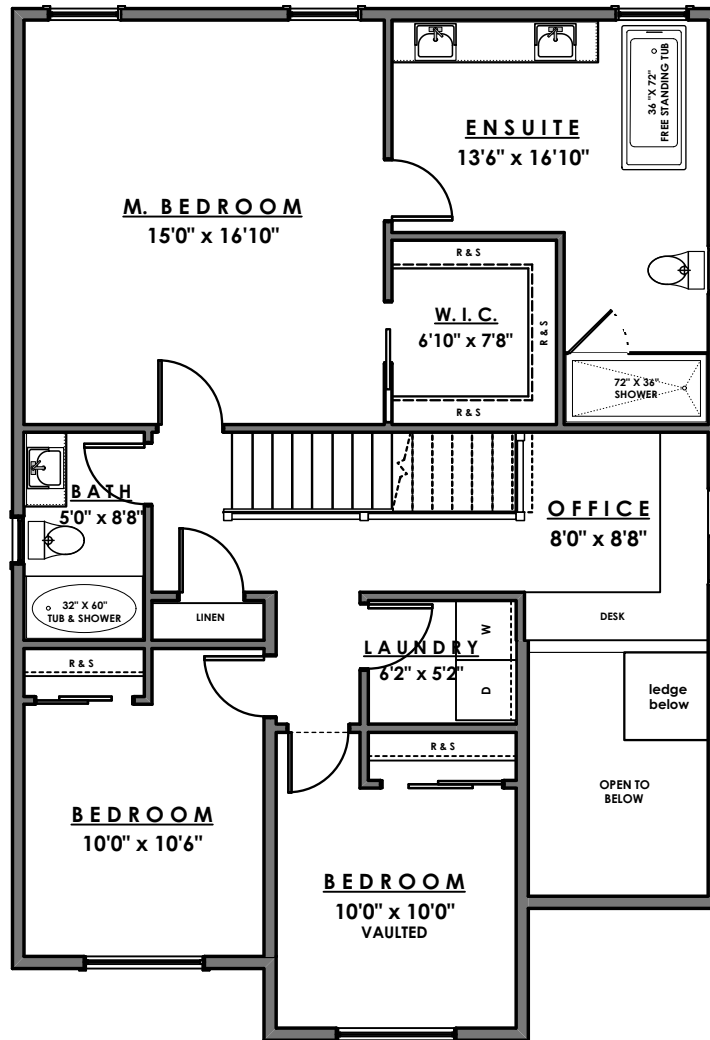 36 "X 72"
FREE STANDING TUB
ENSUITE
13'6" x 16'10"
M. BEDROOM
15'0" x 16'10"
R & S
W. I. C.
6'10" x 7'8"
R & S
R & S
72" X 36"
SHOWER
BATH
5'0" x 8'8"
OFFICE
8'0" x 8'8"
32" X 60"
TUB & SHOWER
LINEN
DESK
W
LAUNDRY
6'2" x 5'2"
D
R & S
ledge
below
R & S
OPEN TO
BELOW
BEDROOM
10'0" x 10'6"
BEDROOM
10'0" x 10'0"
VAULTED